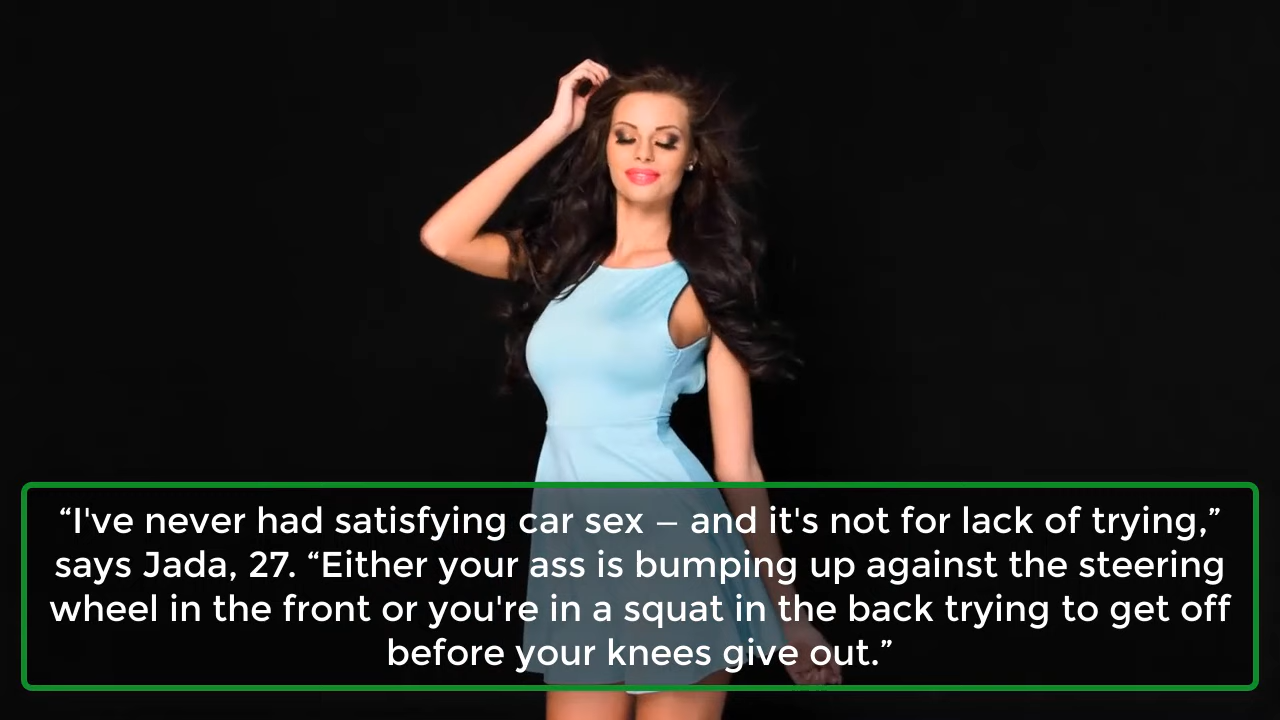 “I've never had satisfying car sex – and it's not for lack of trying,”
says Jada, 27. “Either your ass is bumping up against the steering
wheel in the front or you're in a squat in the back trying to get off
before your knees give out.”